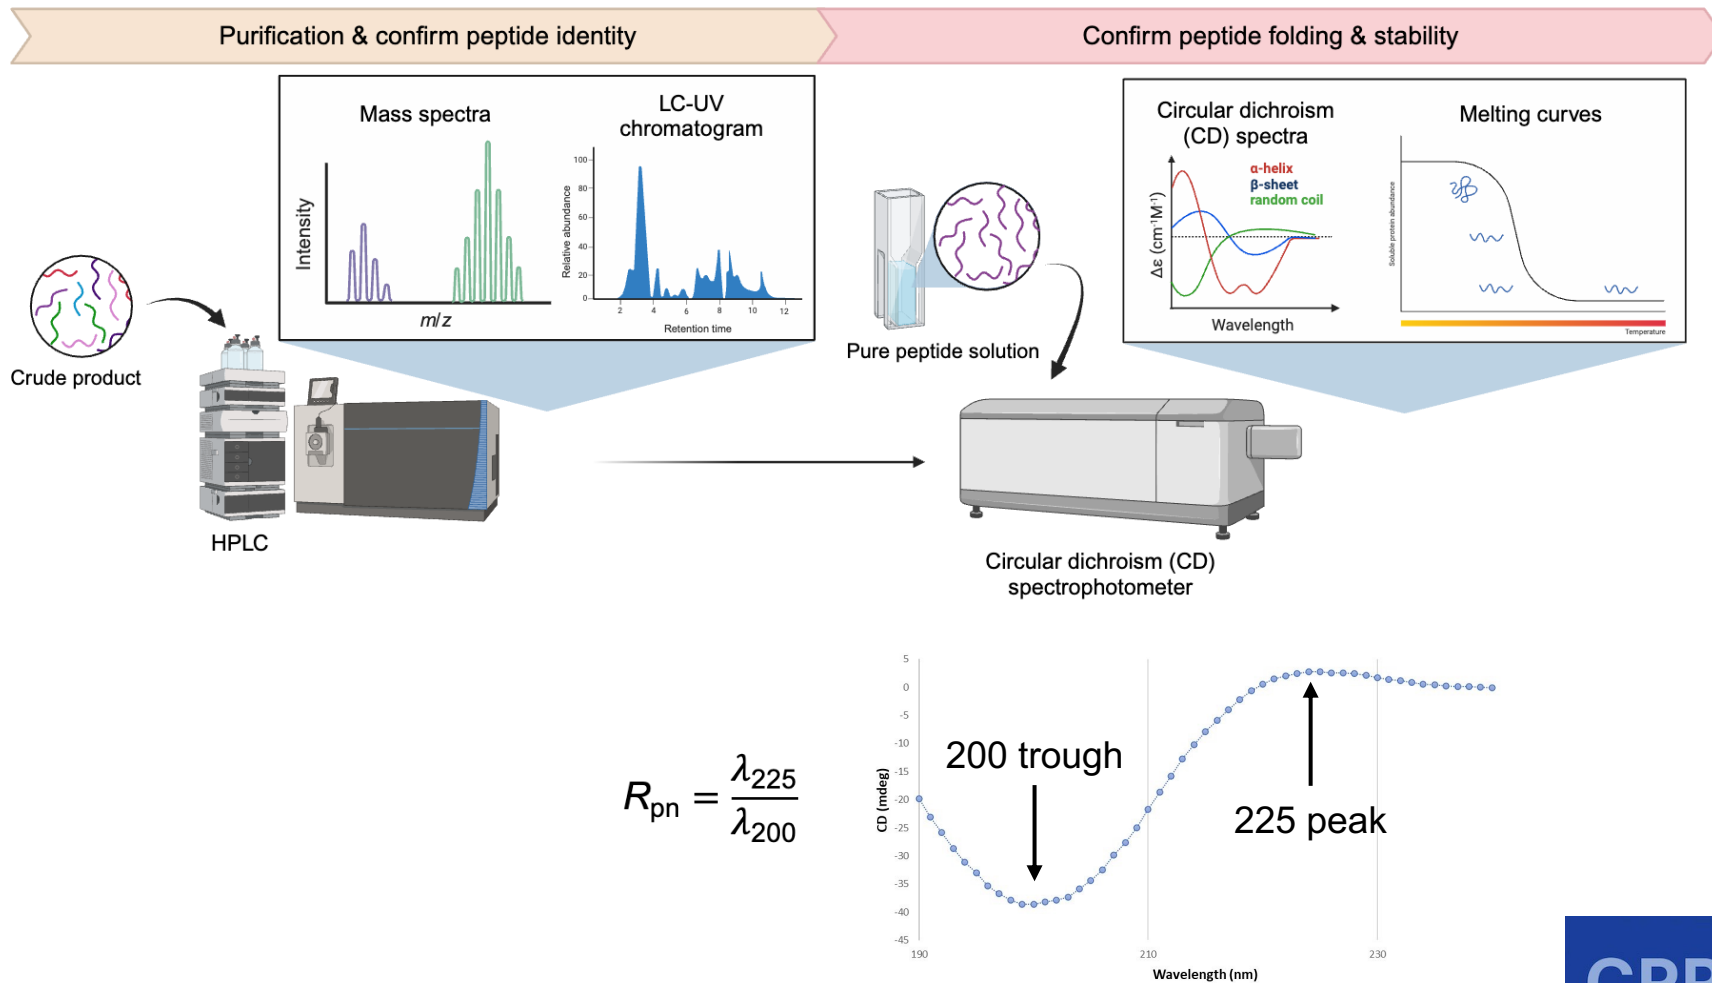 Purification & confirm peptide identity
Confirm peptide folding & stability
Mass spectra
Intensity
m/z
LC-UV
chromatogram
Relative abundance
100
80
60
40
20
0
2 4 6 8 10 12
Retention time
Crude product
HPLC
Pure peptide solution
Circular dichroism
(CD) spectra
α-helix
β-sheet
random coil
Δε (cm⁻¹M⁻¹)
Wavelength
Melting curves
Soluble protein abundance
Temperature
Circular dichroism (CD)
spectrophotometer
Rpn = λ225 / λ200
CD (mdeg)
5
0
-5
-10
-15
-20
-25
-30
-35
-40
-45
200 trough
225 peak
190 210 230
Wavelength (nm)